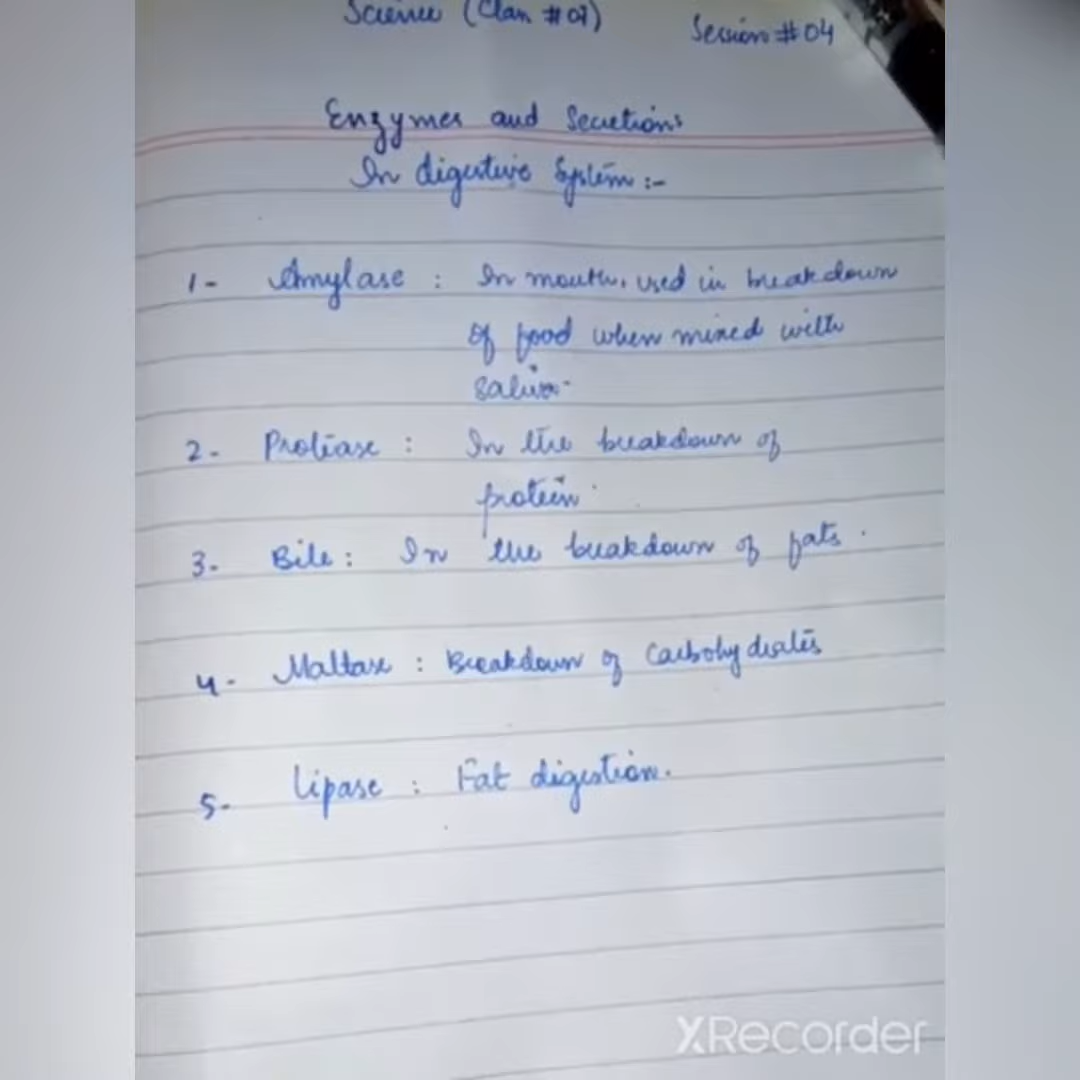 Science (Class #07)
Session #04
Enzymes and Secretions
In digestive System :-
1- Amylase : In mouth, used in breakdown
of food when mixed with
saliva.
2- Protease : In the breakdown of
protein.
3- Bile : In the breakdown of fats.
4- Maltase : Breakdown of Carbohydrates
5- Lipase : Fat digestion.
XRecorder